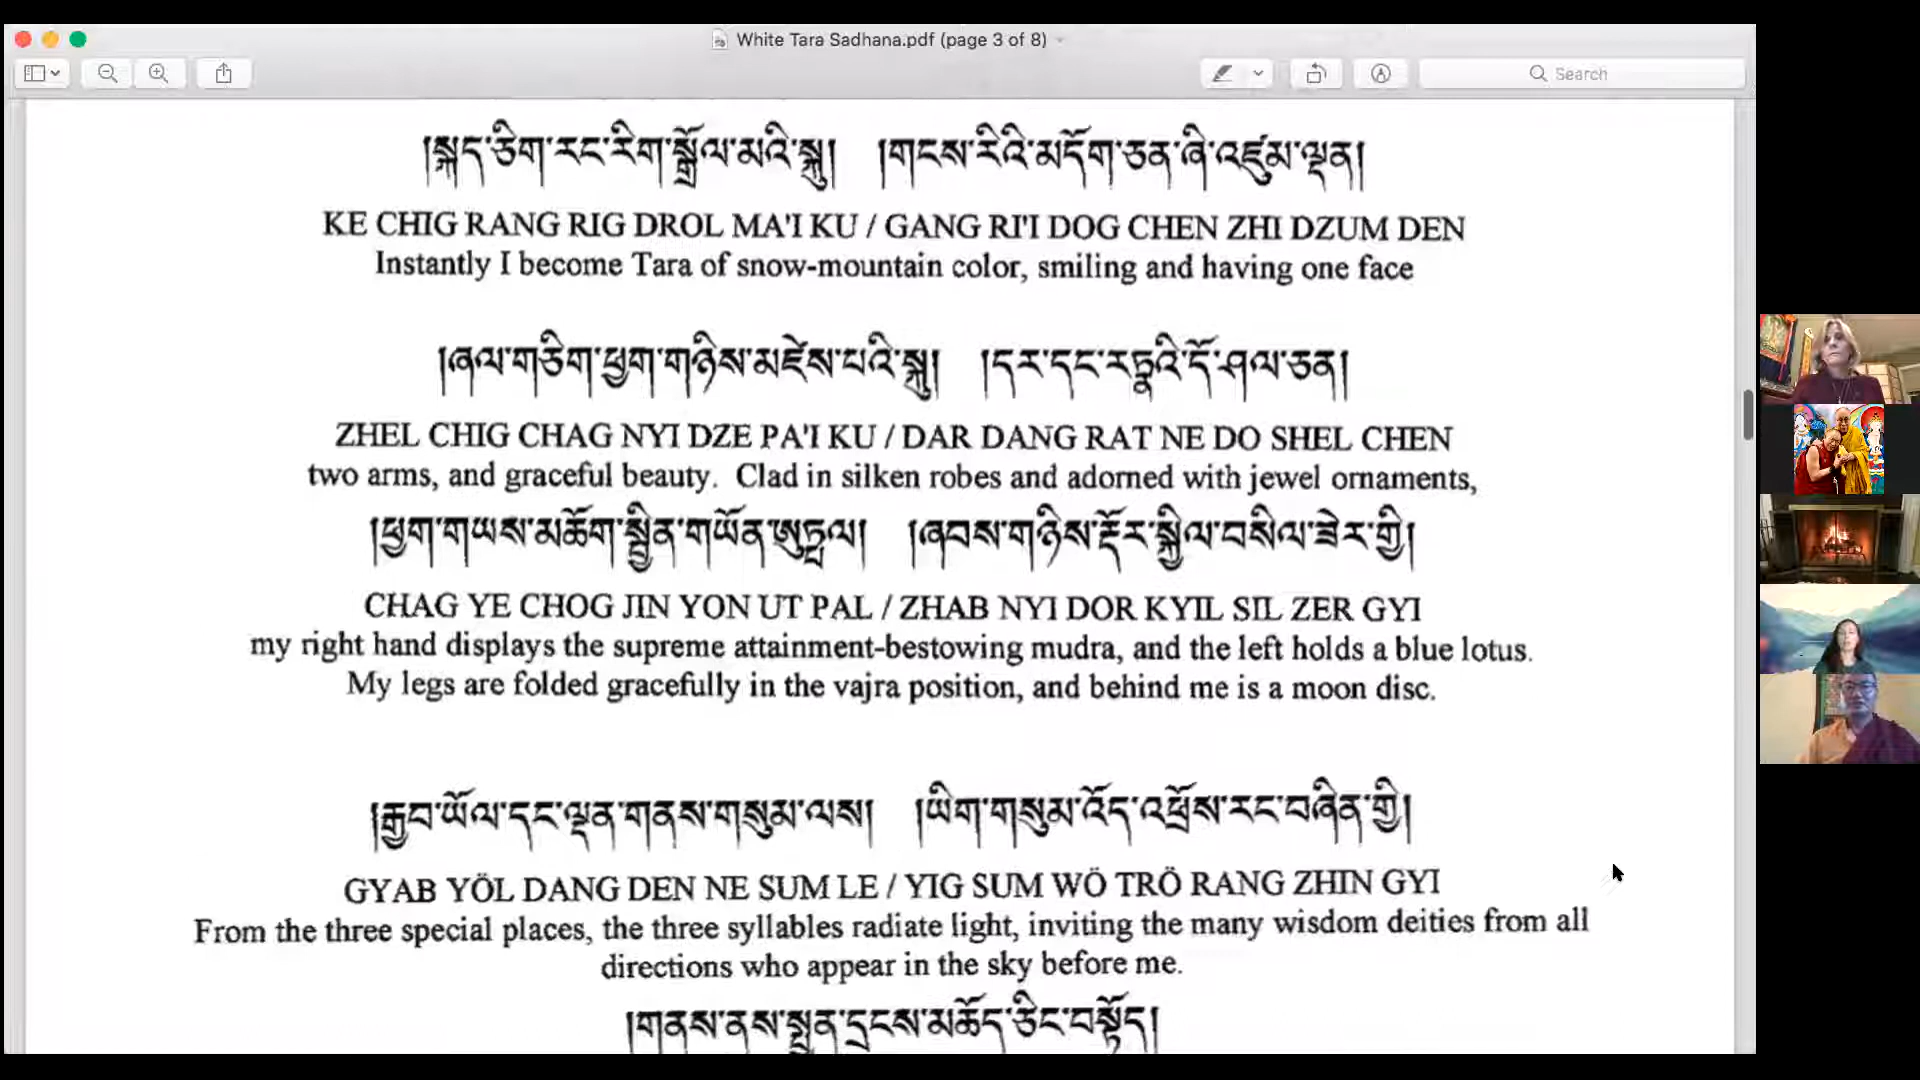 White Tara Sadhana.pdf (page 3 of 8)
Search
།སྐད་ཅིག་རང་རིག་སྒྲོལ་མའི་སྐུ། །གངས་རིའི་མདོག་ཅན་ཞི་འཛུམ་ལྡན།
KE CHIG RANG RIG DROL MA'I KU / GANG RI'I DOG CHEN ZHI DZUM DEN
Instantly I become Tara of snow-mountain color, smiling and having one face
།ཞལ་གཅིག་ཕྱག་གཉིས་མཛེས་པའི་སྐུ། །དར་དང་རཏྣའི་དོ་ཤལ་ཅན།
ZHEL CHIG CHAG NYI DZE PA'I KU / DAR DANG RAT NE DO SHEL CHEN
two arms, and graceful beauty. Clad in silken robes and adorned with jewel ornaments,
།ཕྱག་གཡས་མཆོག་སྦྱིན་གཡོན་ཨུཏྤལ། །ཞབས་གཉིས་རྡོར་སྐྱིལ་བསིལ་ཟེར་གྱི།
CHAG YE CHOG JIN YON UT PAL / ZHAB NYI DOR KYIL SIL ZER GYI
my right hand displays the supreme attainment-bestowing mudra, and the left holds a blue lotus.
My legs are folded gracefully in the vajra position, and behind me is a moon disc.
།རྒྱབ་ཡོལ་དང་ལྡན་གནས་གསུམ་ལས། །ཡིག་གསུམ་འོད་འཕྲོས་རང་བཞིན་གྱི།
GYAB YÖL DANG DEN NE SUM LE / YIG SUM WÖ TRÖ RANG ZHIN GYI
From the three special places, the three syllables radiate light, inviting the many wisdom deities from all
directions who appear in the sky before me.
།གནས་ནས་སྤྱན་དྲངས་མཆོད་ཅིང་བསྟོད།